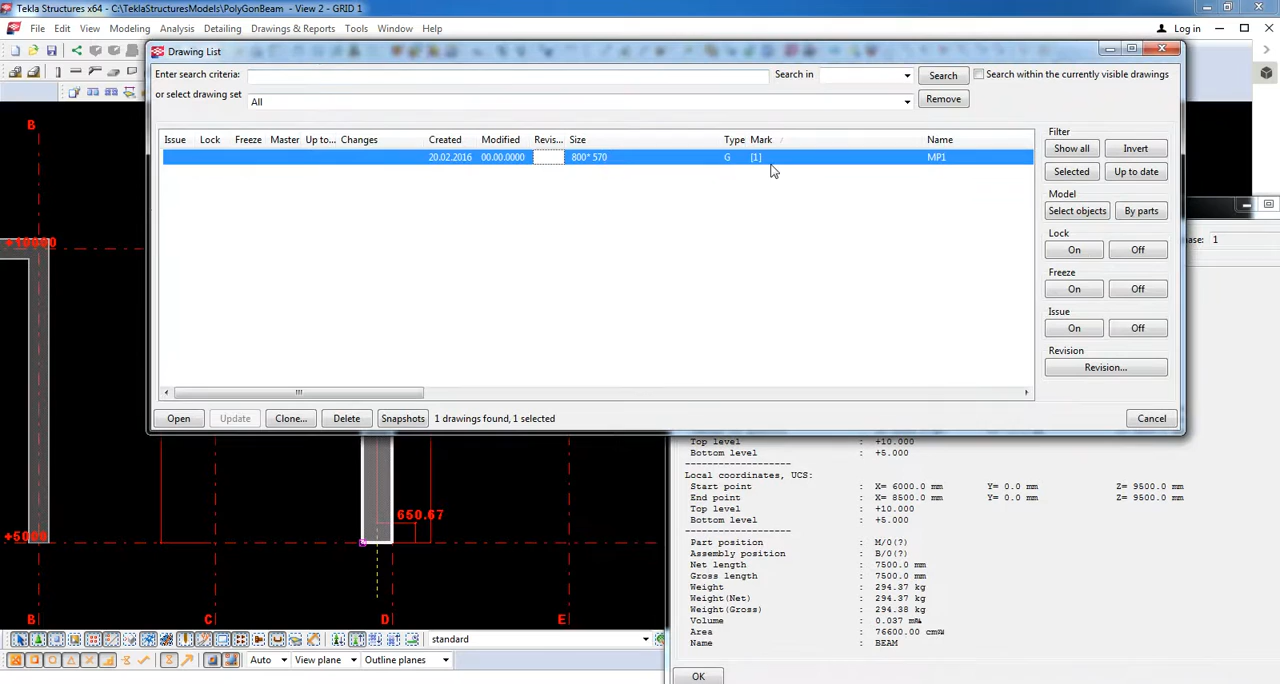 Tekla Structures x64 - C:\TeklaStructuresModels\PolyGonBeam - View 2 - GRID 1
File Edit View Modeling Analysis Detailing Drawings & Reports Tools Window Help
Log in
Drawing List
Enter search criteria:
Search in
Search
Search within the currently visible drawings
or select drawing set
All
Remove
Issue Lock Freeze Master Up to... Changes Created Modified Revis... Size Type Mark / Name
20.02.2016 00.00.0000 800* 570 G [1] MP1
Filter
Show all Invert
Selected Up to date
Model
Select objects By parts
Lock
On Off
Freeze
On Off
Issue
On Off
Revision
Revision...
Open Update Clone... Delete Snapshots 1 drawings found, 1 selected
Cancel
B
+10000
ase: 1
650.67
+5000
B C D E
Top level : +10.000
Bottom level : +5.000
Local coordinates, UCS:
Start point : X= 6000.0 mm Y= 0.0 mm Z= 9500.0 mm
End point : X= 8500.0 mm Y= 0.0 mm Z= 9500.0 mm
Top level : +10.000
Bottom level : +5.000
Part position : M/0(?)
Assembly position : B/0(?)
Net length : 7500.0 mm
Gross length : 7500.0 mm
Weight : 294.37 kg
Weight(Net) : 294.37 kg
Weight(Gross) : 294.38 kg
Volume : 0.037
Area : 76600.00
Name : BEAM
standard
Auto View plane Outline planes
OK